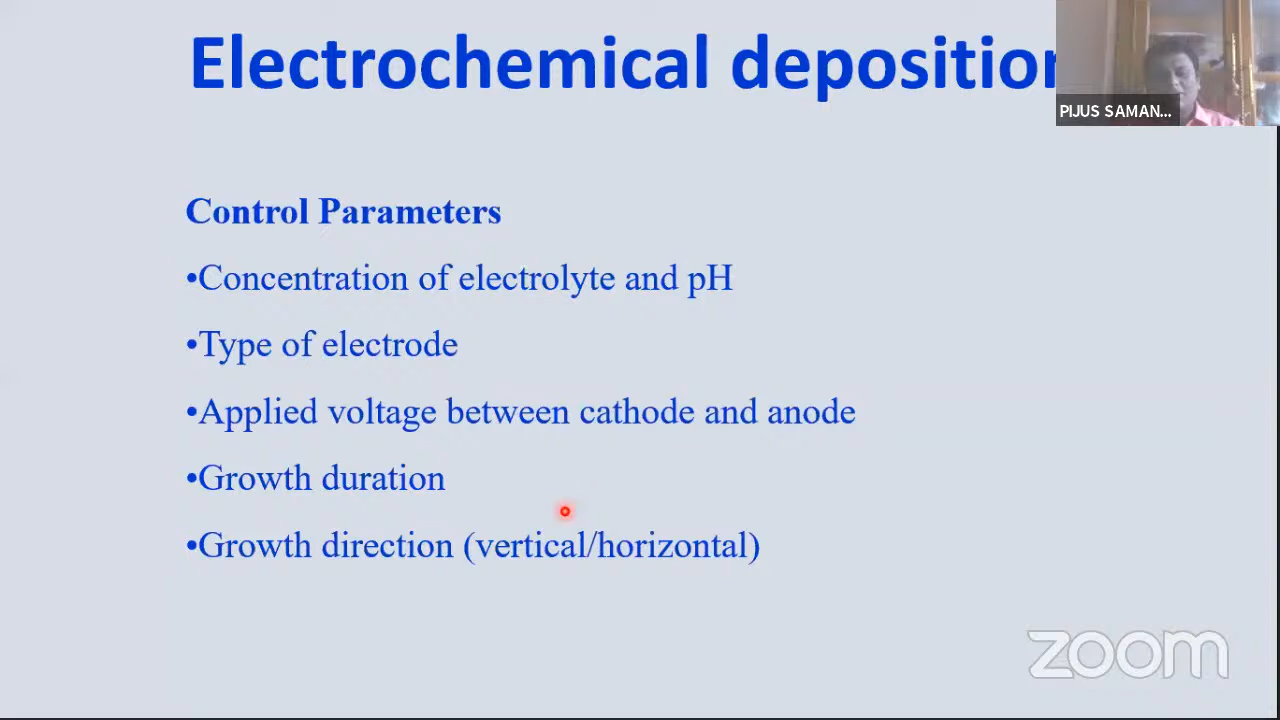 Electrochemical deposition
PIJUS SAMAN...
Control Parameters
•Concentration of electrolyte and pH
•Type of electrode
•Applied voltage between cathode and anode
•Growth duration
•Growth direction (vertical/horizontal)
zoom